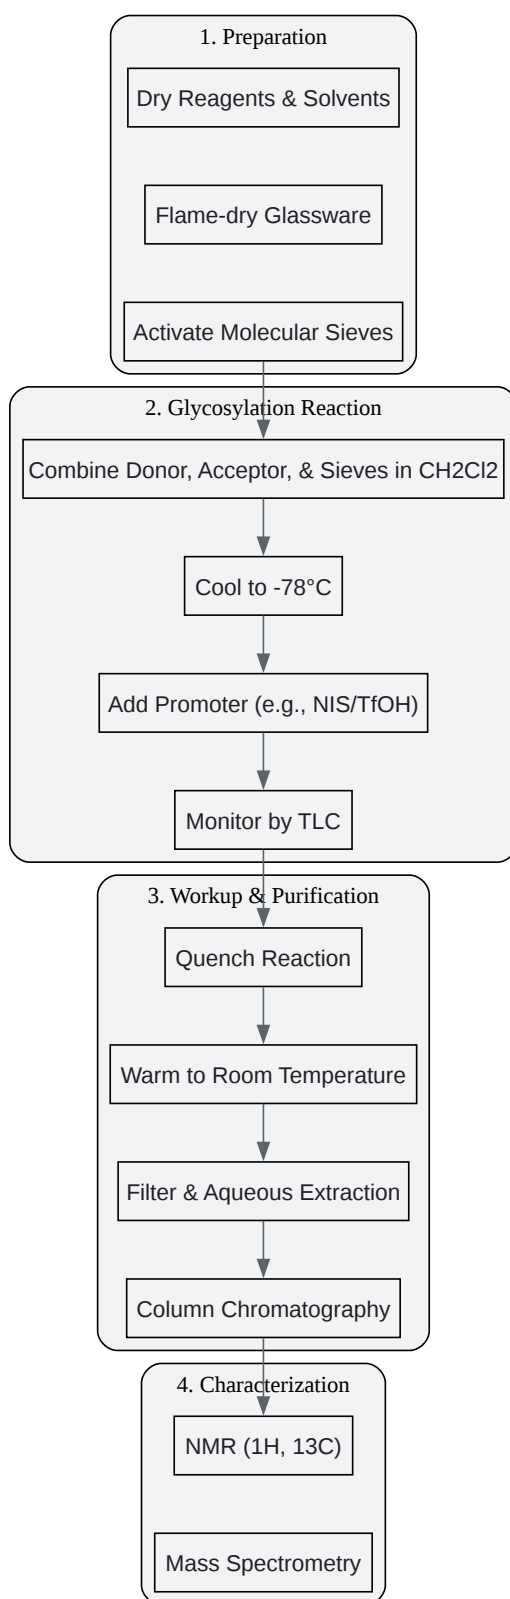 1. Preparation
Dry Reagents & Solvents
Flame-dry Glassware
Activate Molecular Sieves
2. Glycosylation Reaction
Combine Donor, Acceptor, & Sieves in CH2Cl2
Cool to -78°C
Add Promoter (e.g., NIS/TfOH)
Monitor by TLC
3. Workup & Purification
Quench Reaction
Warm to Room Temperature
Filter & Aqueous Extraction
Column Chromatography
4. Characterization
NMR (1H, 13C)
Mass Spectrometry